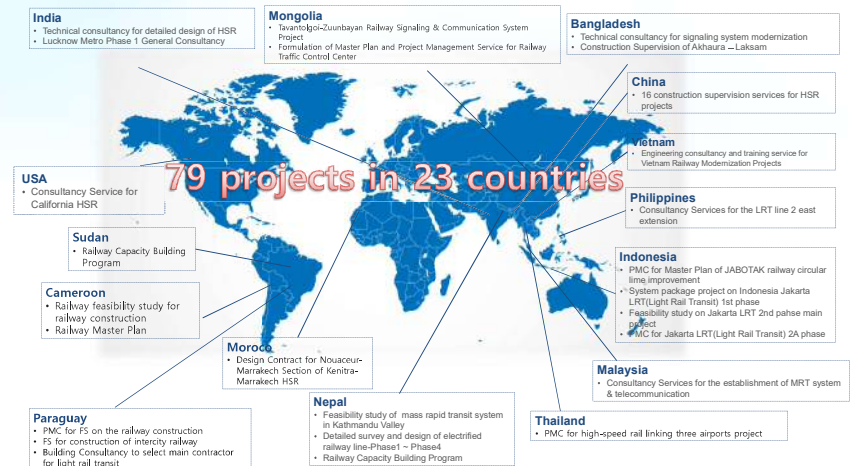 India
• Technical consultancy for detailed design of HSR
• Lucknow Metro Phase 1 General Consultancy
Mongolia
• Tavantolgoi-Zuunbayan Railway Signaling & Communication System
Project
• Formulation of Master Plan and Project Management Service for Railway
Traffic Control Center
Bangladesh
• Technical consultancy for signaling system modernization
• Construction Supervision of Akhaura – Laksam
China
• 16 construction supervision services for HSR
projects
Vietnam
• Engineering consultancy and training service for
Vietnam Railway Modernization Projects
79 projects in 23 countries
USA
• Consultancy Service for
California HSR
Philippines
• Consultancy Services for the LRT line 2 east
extension
Sudan
• Railway Capacity Building
Program
Indonesia
• PMC for Master Plan of JABOTAK railway circular
lime improvement
• System package project on Indonesia Jakarta
LRT(Light Rail Transit) 1st phase
• Feasibility study on Jakarta LRT 2nd pahse main
project
• PMC for Jakarta LRT(Light Rail Transit) 2A phase
Cameroon
• Railway feasibility study for
railway construction
• Railway Master Plan
Moroco
• Design Contract for Nouaceur-
Marrakech Section of Kenitra-
Marrakech HSR
Malaysia
• Consultancy Services for the establishment of MRT system
& telecommunication
Nepal
• Feasibility study of mass rapid transit system
in Kathmandu Valley
• Detailed survey and design of electrified
railway line-Phase1 ~ Phase4
• Railway Capacity Building Program
Thailand
• PMC for high-speed rail linking three airports project
Paraguay
• PMC for FS on the railway construction
• FS for construction of intercity railway
• Building Consultancy to select main contractor
for light rail transit